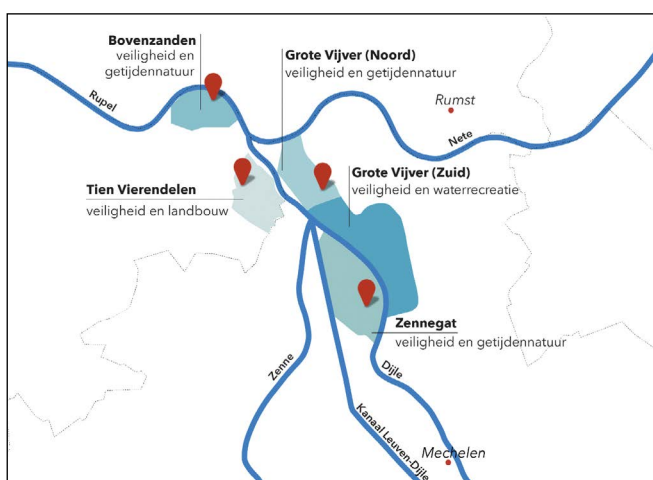 Bovenzanden
veiligheid en
getijdennatuur
Grote Vijver (Noord)
veiligheid en getijdennatuur
Rupel
Rumst
Nete
Tien Vierendelen
veiligheid en landbouw
Grote Vijver (Zuid)
veiligheid en waterrecreatie
Zennegat
veiligheid en getijdennatuur
Zenne
Dijle
Kanaal Leuven-Dijle
Mechelen